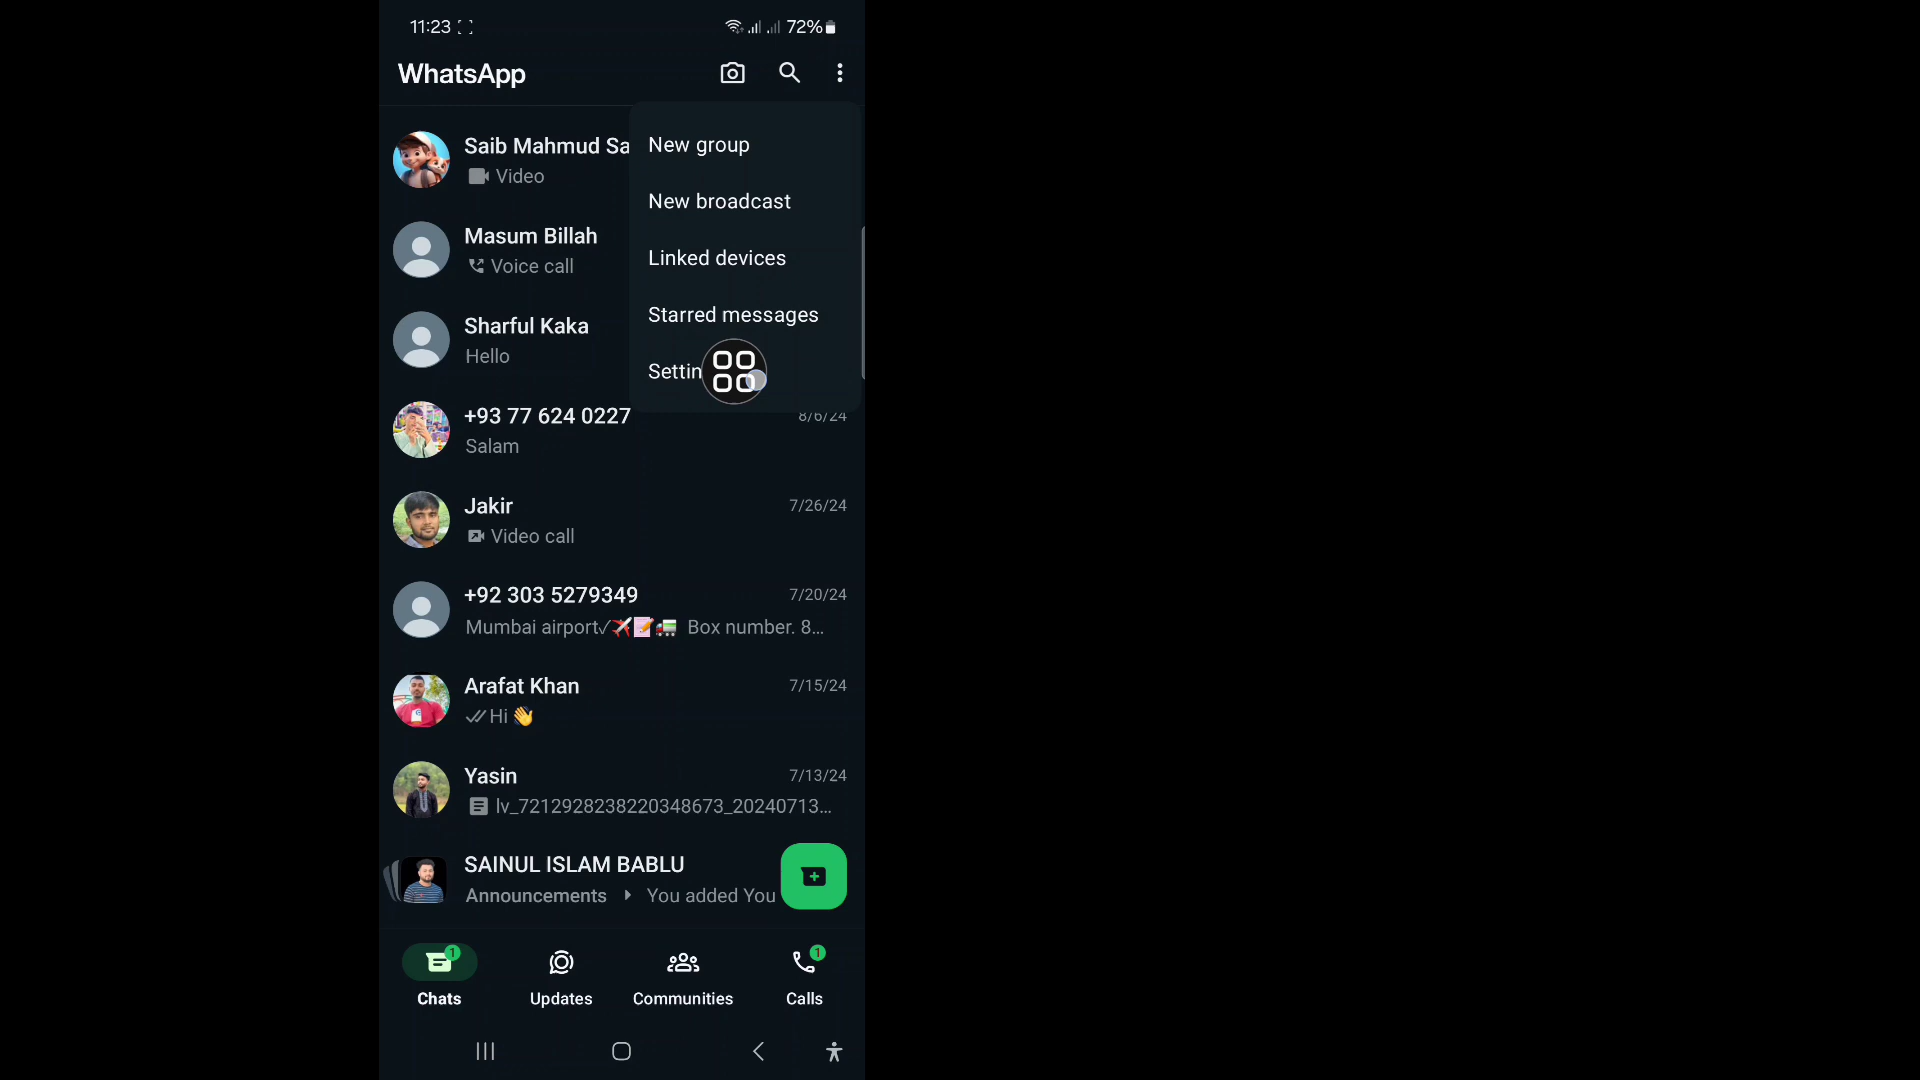 11:23 72%
WhatsApp
Saib Mahmud Sa
Video
Masum Billah
Voice call
Sharful Kaka
Hello
New group
New broadcast
Linked devices
Starred messages
Settin
+93 77 624 0227 8/6/24
Salam
Jakir 7/26/24
Video call
+92 303 5279349 7/20/24
Mumbai airport✓✈️📝🚛 Box number. 8...
Arafat Khan 7/15/24
Hi 👋
Yasin 7/13/24
lv_7212928238220348673_20240713...
SAINUL ISLAM BABLU
Announcements You added You
1 1
Chats Updates Communities Calls